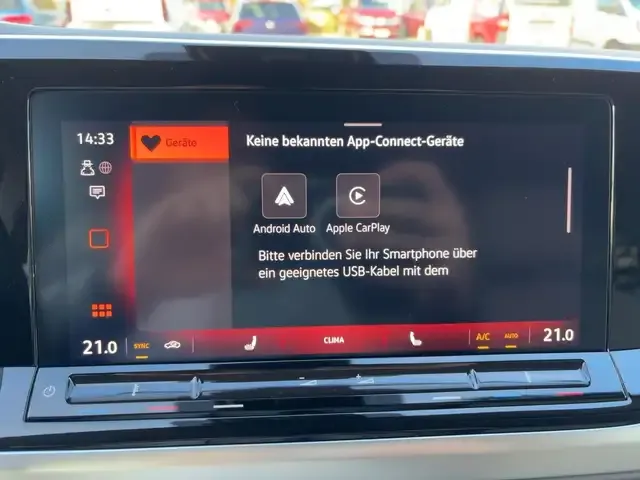 14:33
Geräte
Keine bekannten App-Connect-Geräte
Android Auto
Apple CarPlay
Bitte verbinden Sie Ihr Smartphone über
ein geeignetes USB-Kabel mit dem
21.0
SYNC
CLIMA
A/C
AUTO
21.0